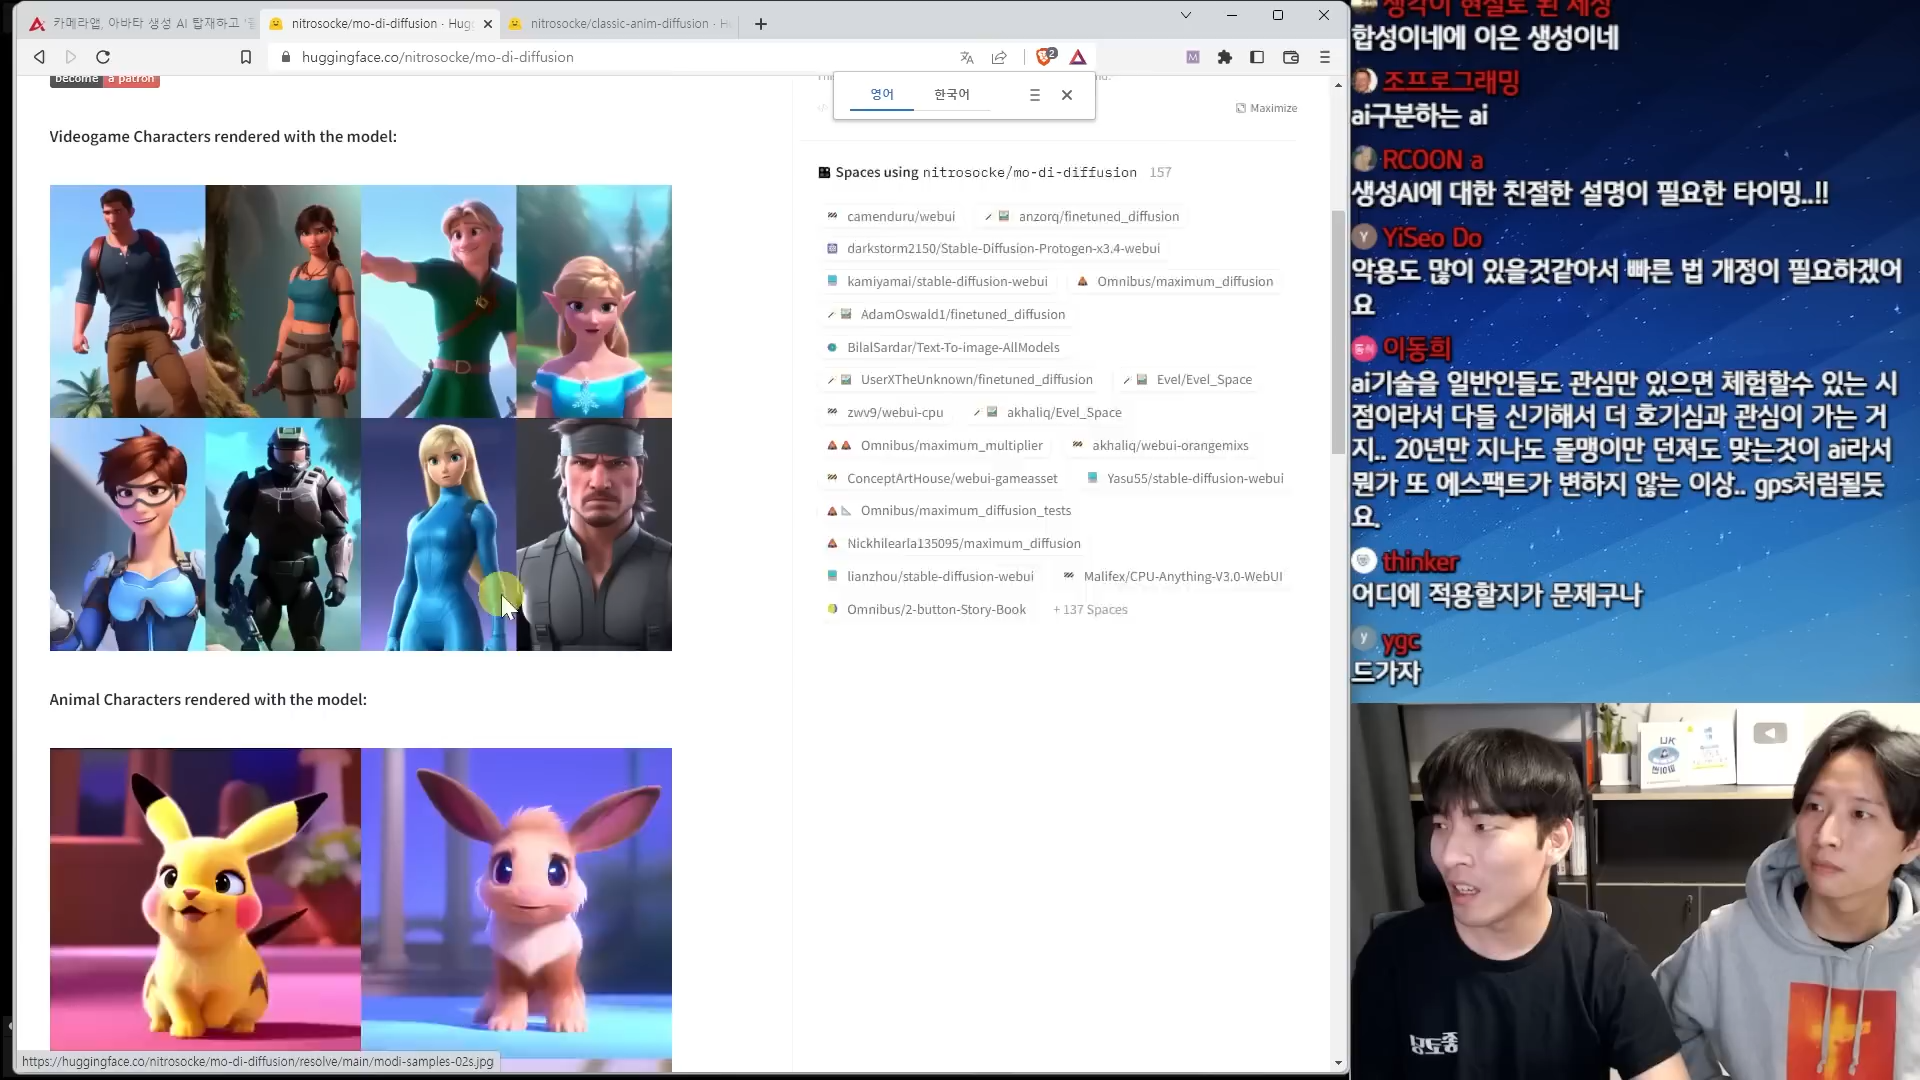 카메라앱, 아바타 생성 AI 탑재하고 '
nitrosocke/mo-di-diffusion · Hugg
nitrosocke/classic-anim-diffusion · H
huggingface.co/nitrosocke/mo-di-diffusion
2
become a patron
영어
한국어
Maximize
Videogame Characters rendered with the model:
Spaces using nitrosocke/mo-di-diffusion 157
camenduru/webui
anzorq/finetuned_diffusion
darkstorm2150/Stable-Diffusion-Protogen-x3.4-webui
kamiyamai/stable-diffusion-webui
Omnibus/maximum_diffusion
AdamOswald1/finetuned_diffusion
BilalSardar/Text-To-image-AllModels
UserXTheUnknown/finetuned_diffusion
Evel/Evel_Space
zwv9/webui-cpu
akhaliq/Evel_Space
Omnibus/maximum_multiplier
akhaliq/webui-orangemixs
ConceptArtHouse/webui-gameasset
Yasu55/stable-diffusion-webui
Omnibus/maximum_diffusion_tests
Nickhilearla135095/maximum_diffusion
lianzhou/stable-diffusion-webui
Malifex/CPU-Anything-V3.0-WebUI
Omnibus/2-button-Story-Book
+ 137 Spaces
Animal Characters rendered with the model:
https://huggingface.co/nitrosocke/mo-di-diffusion/resolve/main/modi-samples-02s.jpg
생각이 현실로 된 세상
합성이네에 이은 생성이네
조프로그래밍
ai구분하는 ai
RCOON a
생성AI에 대한 친절한 설명이 필요한 타이밍..!!
Y YiSeo Do
악용도 많이 있을것같아서 빠른 법 개정이 필요하겠어
요
동희 이동희
ai기술을 일반인들도 관심만 있으면 체험할수 있는 시
점이라서 다들 신기해서 더 호기심과 관심이 가는 거
지.. 20년만 지나도 돌맹이만 던져도 맞는것이 ai라서
뭔가 또 에스팩트가 변하지 않는 이상.. gps처럼될듯
요.
thinker
어디에 적용할지가 문제구나
y ygc
드가자